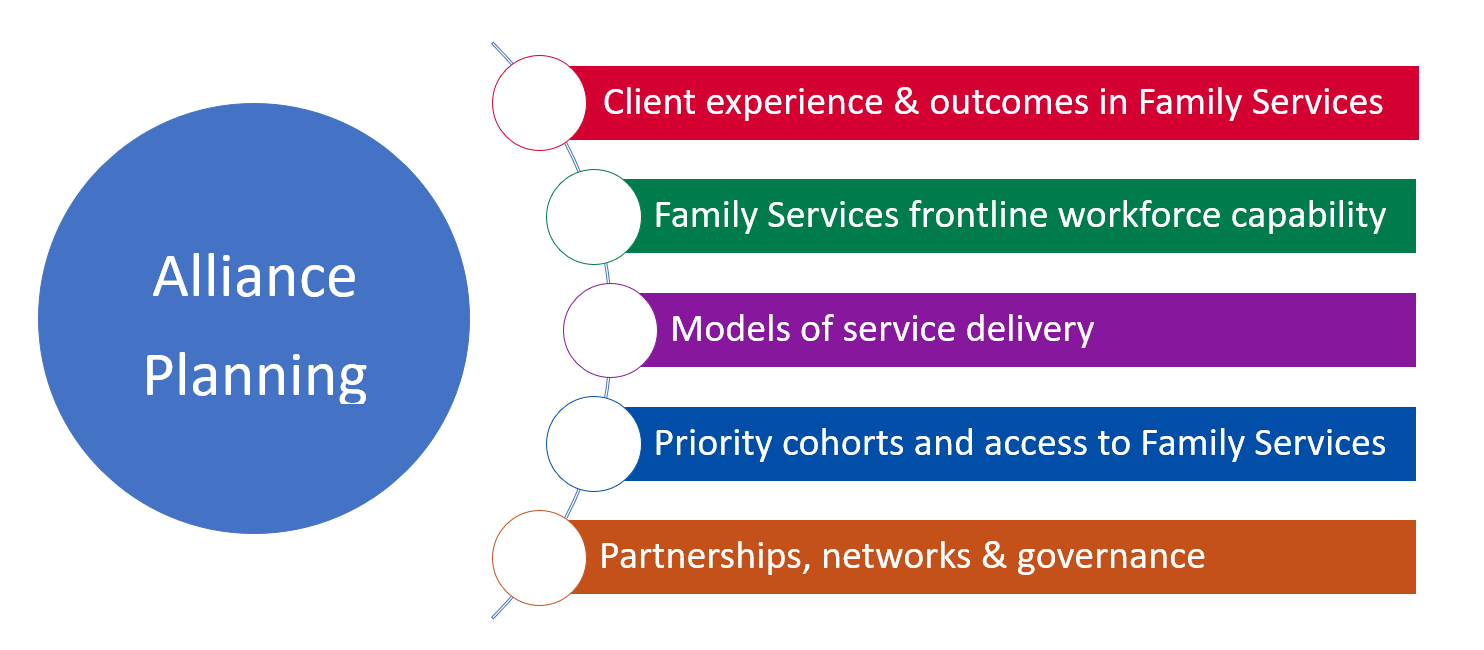 Alliance
Planning
Client experience & outcomes in Family Services
Family Services frontline workforce capability
Models of service delivery
Priority cohorts and access to Family Services
Partnerships, networks & governance